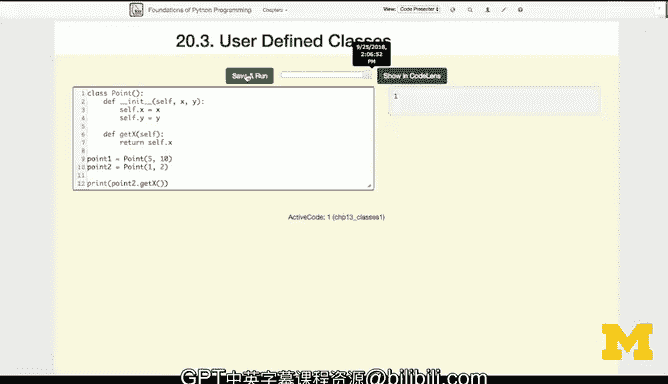 Foundations of Python Programming
Chapters
View:
Code Presenter
20.3. User Defined Classes
9/25/2018,
2:06:52
PM
Save & Run
Show in CodeLens
1 class Point():
2     def __init__(self, x, y):
3         self.x = x
4         self.y = y
5
6     def getX(self):
7         return self.x
8
9 point1 = Point(5, 10)
10 point2 = Point(1, 2)
11
12 print(point2.getX())
1
ActiveCode: 1 (chp13_classes1)
M
GPT中英字幕课程资源@bilibili.com